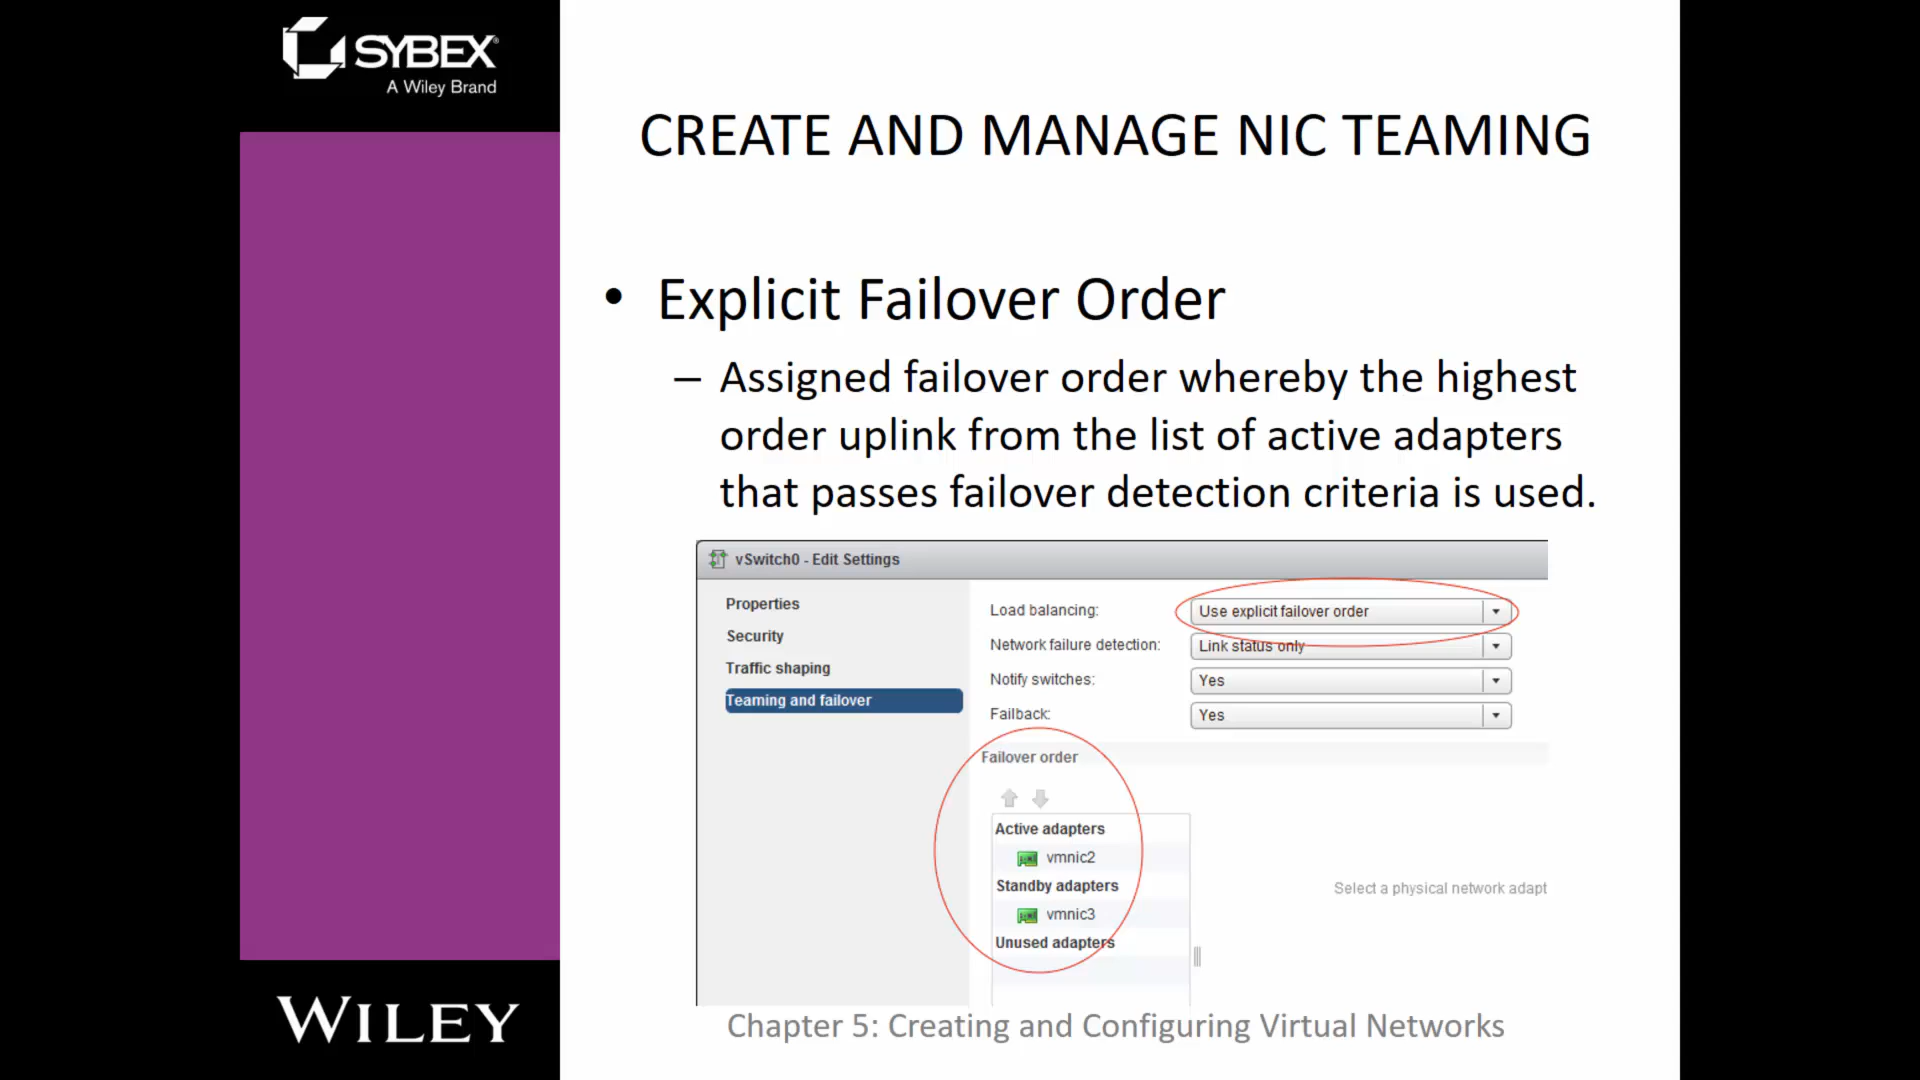 SYBEX®
A Wiley Brand
CREATE AND MANAGE NIC TEAMING
• Explicit Failover Order
– Assigned failover order whereby the highest
order uplink from the list of active adapters
that passes failover detection criteria is used.
vSwitch0 - Edit Settings
Properties
Security
Traffic shaping
Teaming and failover
Load balancing: Use explicit failover order
Network failure detection: Link status only
Notify switches: Yes
Failback: Yes
Failover order
Active adapters
vmnic2
Standby adapters
vmnic3
Unused adapters
Select a physical network adapt
Chapter 5: Creating and Configuring Virtual Networks
WILEY